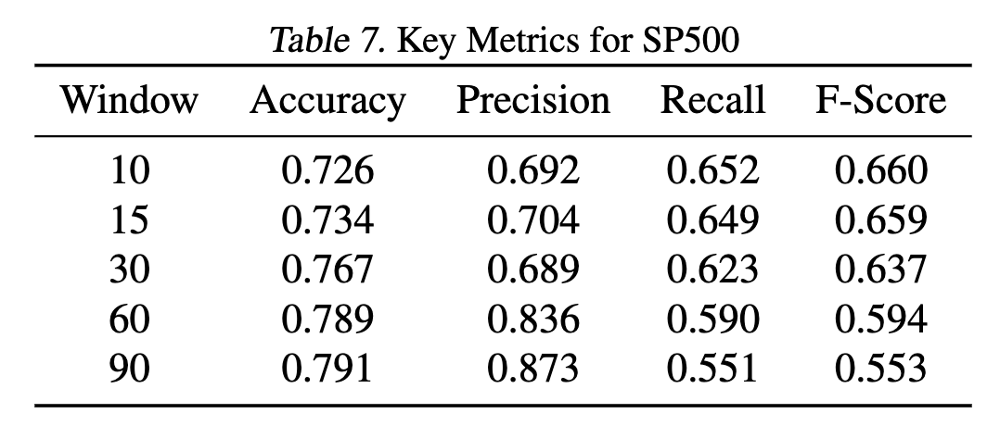 Table 7. Key Metrics for SP500
Window Accuracy Precision Recall F-Score
10 0.726 0.692 0.652 0.660
15 0.734 0.704 0.649 0.659
30 0.767 0.689 0.623 0.637
60 0.789 0.836 0.590 0.594
90 0.791 0.873 0.551 0.553